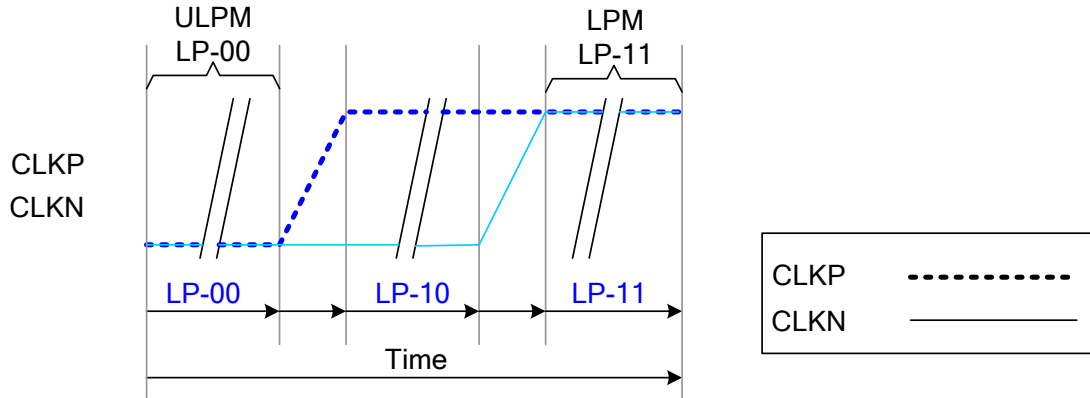 ULPM
LP-00
LPM
LP-11
CLKP
CLKN
LP-00
LP-10
LP-11
Time
CLKP
CLKN